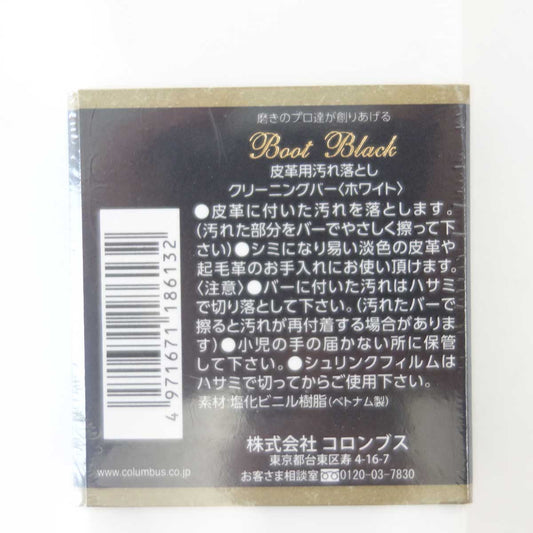 磨きのプロ達が創りあげる
Boot Black
皮革用汚れ落とし
クリーニングバー〈ホワイト〉
●皮革に付いた汚れを落とします。
(汚れた部分をバーでやさしく擦って下
さい)●シミになり易い淡色の皮革や
起毛革のお手入れにお使い頂けます。
〈注意〉●バーに付いた汚れはハサミ
で切り落として下さい。(汚れたバーで
擦ると汚れが再付着する場合がありま
す)●小児の手の届かない所に保管
して下さい。●シュリンクフィルムは
ハサミで切ってからご使用下さい。
素材:塩化ビニル樹脂(ベトナム製)
4 971671 186132
株式会社 コロンブス
東京都台東区寿 4-16-7
www.columbus.co.jp
お客さま相談室 0120-03-7830